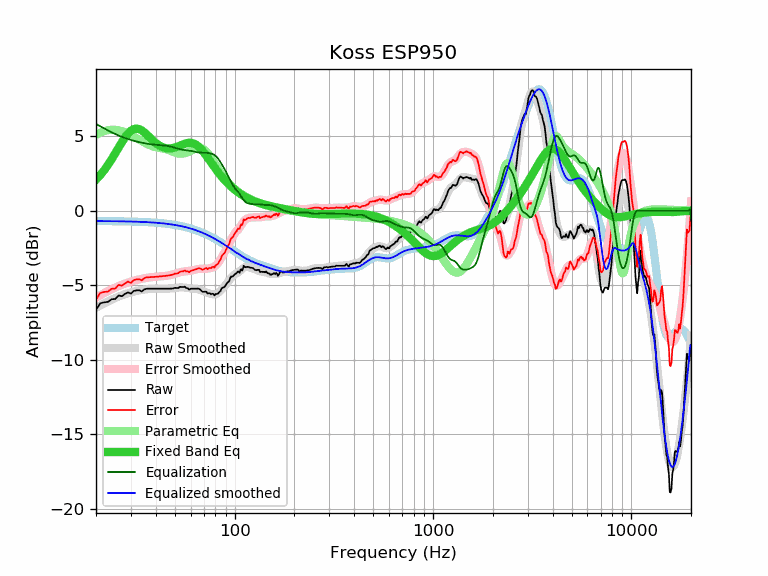 Koss ESP950
5
0
−5
−10
−15
−20
Amplitude (dBr)
Target
Raw Smoothed
Error Smoothed
Raw
Error
Parametric Eq
Fixed Band Eq
Equalization
Equalized smoothed
100
1000
10000
Frequency (Hz)